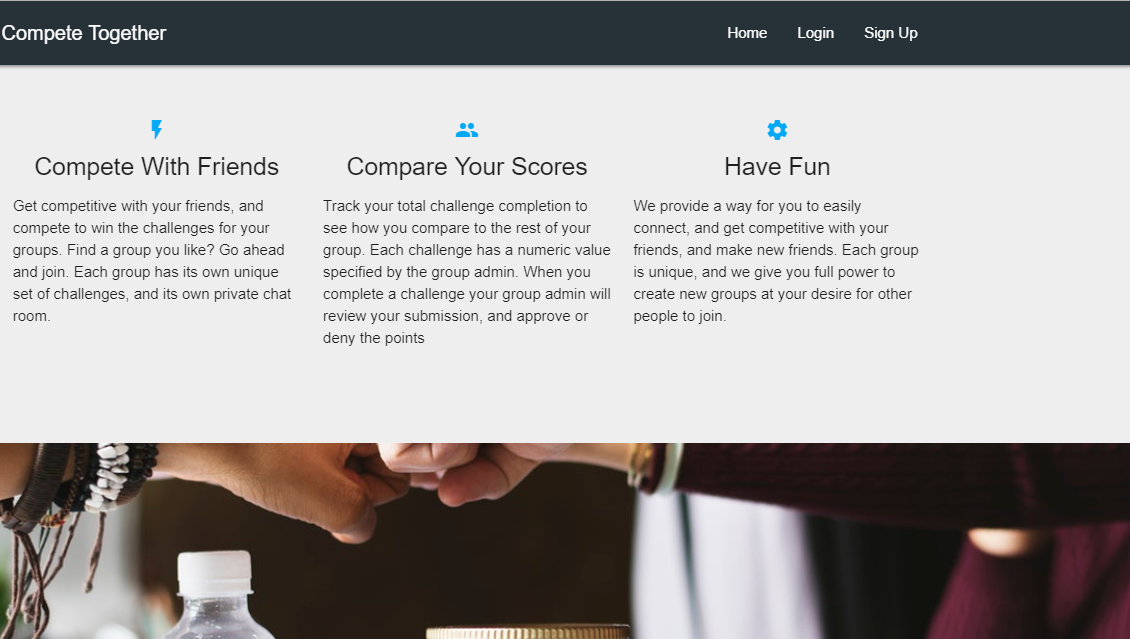 Compete Together
Home Login Sign Up
Compete With Friends
Get competitive with your friends, and
compete to win the challenges for your
groups. Find a group you like? Go ahead
and join. Each group has its own unique
set of challenges, and its own private chat
room.
Compare Your Scores
Track your total challenge completion to
see how you compare to the rest of your
group. Each challenge has a numeric value
specified by the group admin. When you
complete a challenge your group admin will
review your submission, and approve or
deny the points
Have Fun
We provide a way for you to easily
connect, and get competitive with your
friends, and make new friends. Each group
is unique, and we give you full power to
create new groups at your desire for other
people to join.